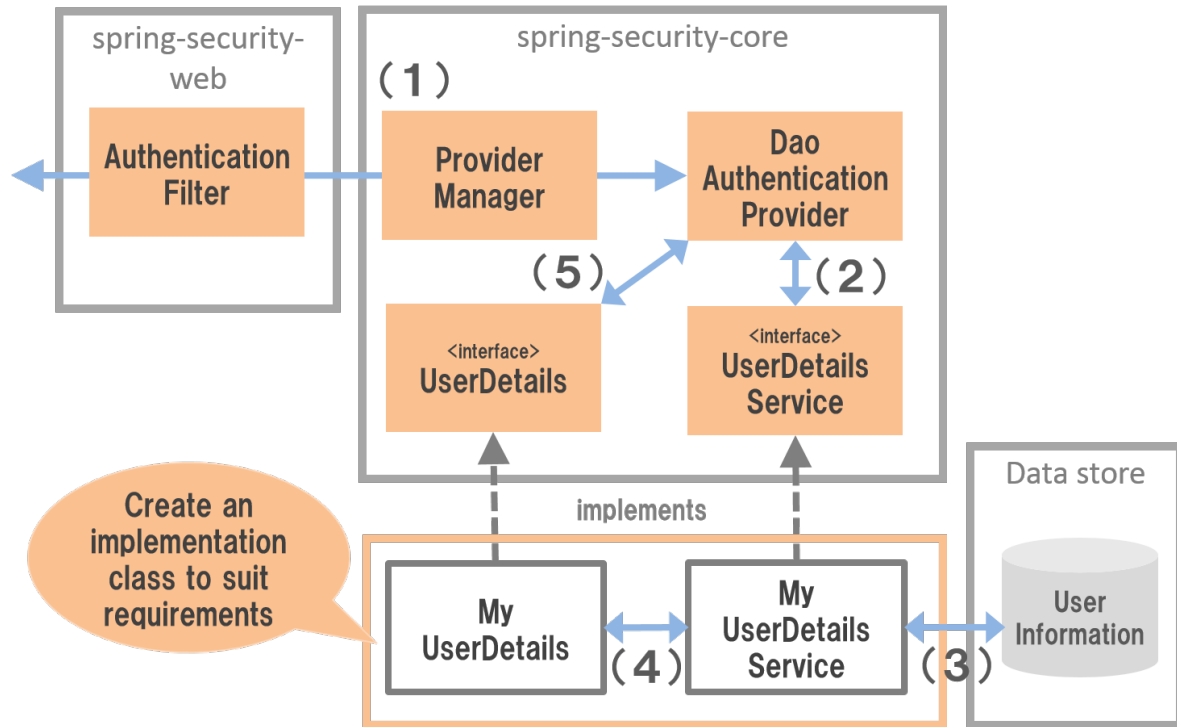 spring-security-
web
spring-security-core
(1)
Authentication
Filter
Provider
Manager
Dao
Authentication
Provider
(5)
(2)
<interface>
UserDetails
<interface>
UserDetails
Service
Data store
Create an
implementation
class to suit
requirements
implements
My
UserDetails
(4)
My
UserDetails
Service
(3)
User
Information